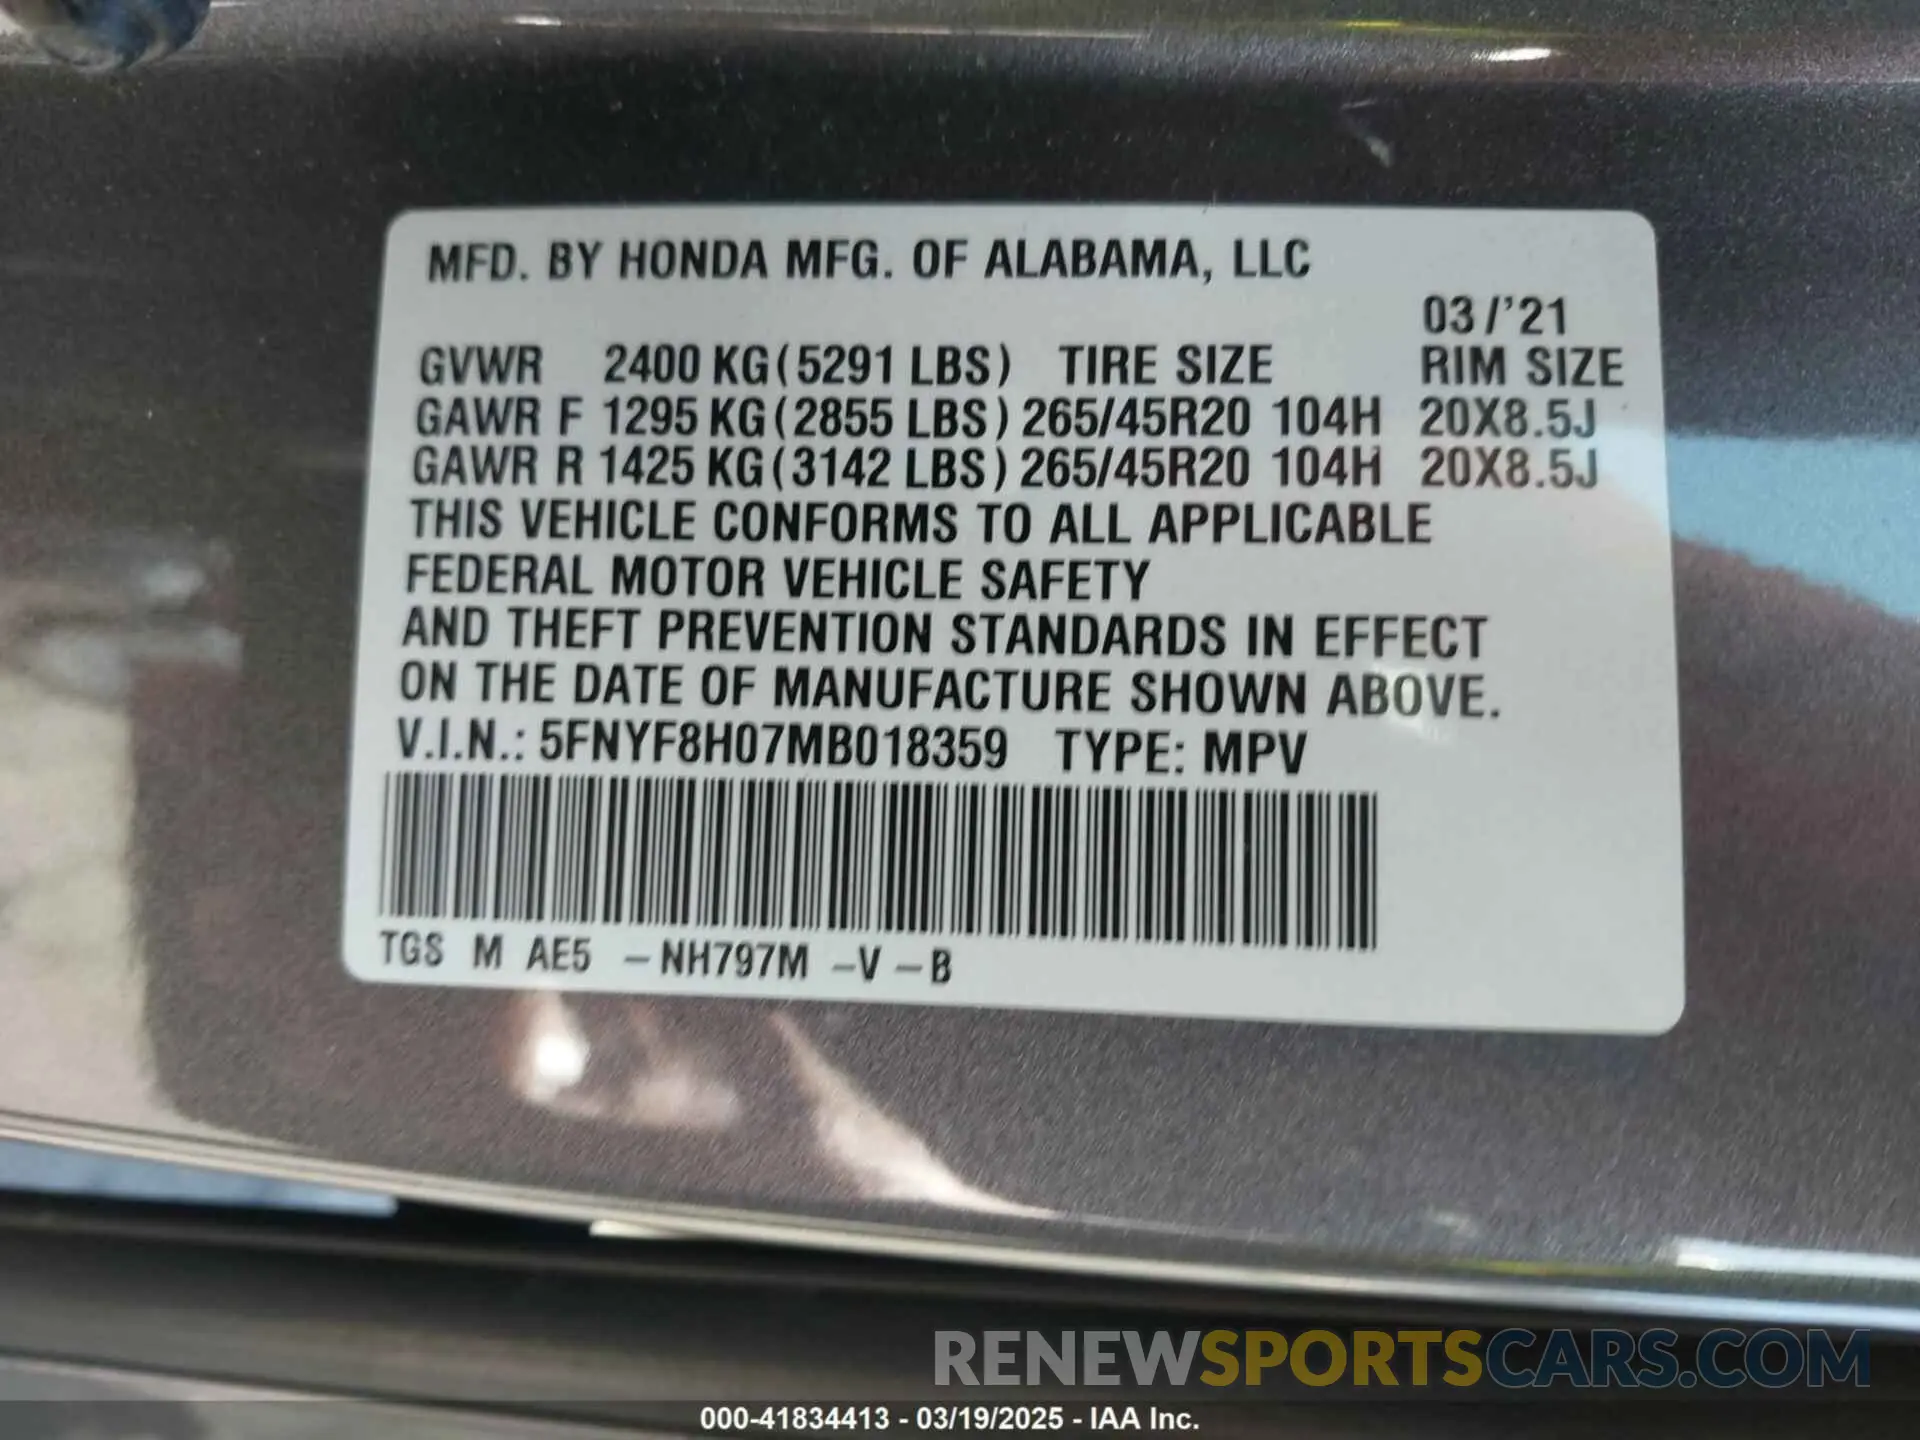 MFD. BY HONDA MFG. OF ALABAMA, LLC
03/'21
GVWR 2400 KG(5291 LBS) TIRE SIZE RIM SIZE
GAWR F 1295 KG(2855 LBS) 265/45R20 104H 20X8.5J
GAWR R 1425 KG(3142 LBS) 265/45R20 104H 20X8.5J
THIS VEHICLE CONFORMS TO ALL APPLICABLE
FEDERAL MOTOR VEHICLE SAFETY
AND THEFT PREVENTION STANDARDS IN EFFECT
ON THE DATE OF MANUFACTURE SHOWN ABOVE.
V.I.N.: 5FNYF8H07MB018359 TYPE: MPV
TGS M AE5 -NH797M -V -B
RENEWSPORTSCARS.COM
000-41834413 - 03/19/2025 - IAA Inc.